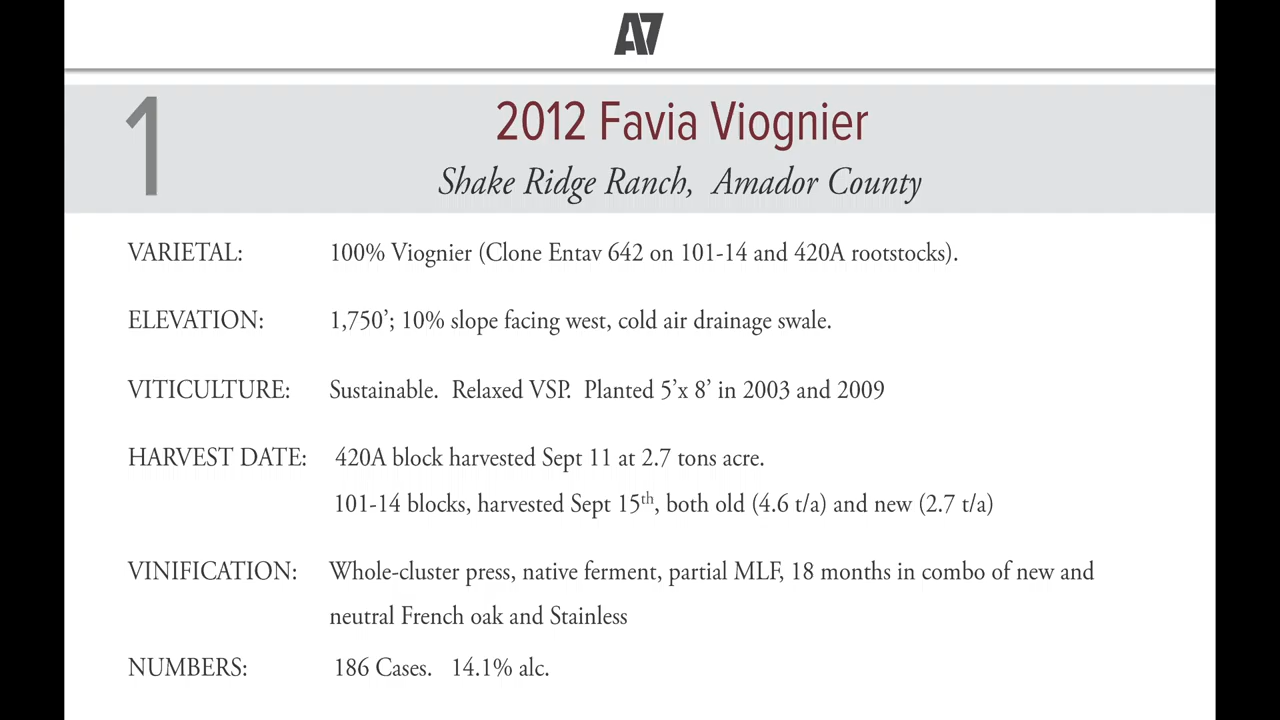 A7
1
2012 Favia Viognier
Shake Ridge Ranch, Amador County
VARIETAL: 100% Viognier (Clone Entav 642 on 101-14 and 420A rootstocks).
ELEVATION: 1,750’; 10% slope facing west, cold air drainage swale.
VITICULTURE: Sustainable. Relaxed VSP. Planted 5’x 8’ in 2003 and 2009
HARVEST DATE: 420A block harvested Sept 11 at 2.7 tons acre.
101-14 blocks, harvested Sept 15th, both old (4.6 t/a) and new (2.7 t/a)
VINIFICATION: Whole-cluster press, native ferment, partial MLF, 18 months in combo of new and
neutral French oak and Stainless
NUMBERS: 186 Cases. 14.1% alc.